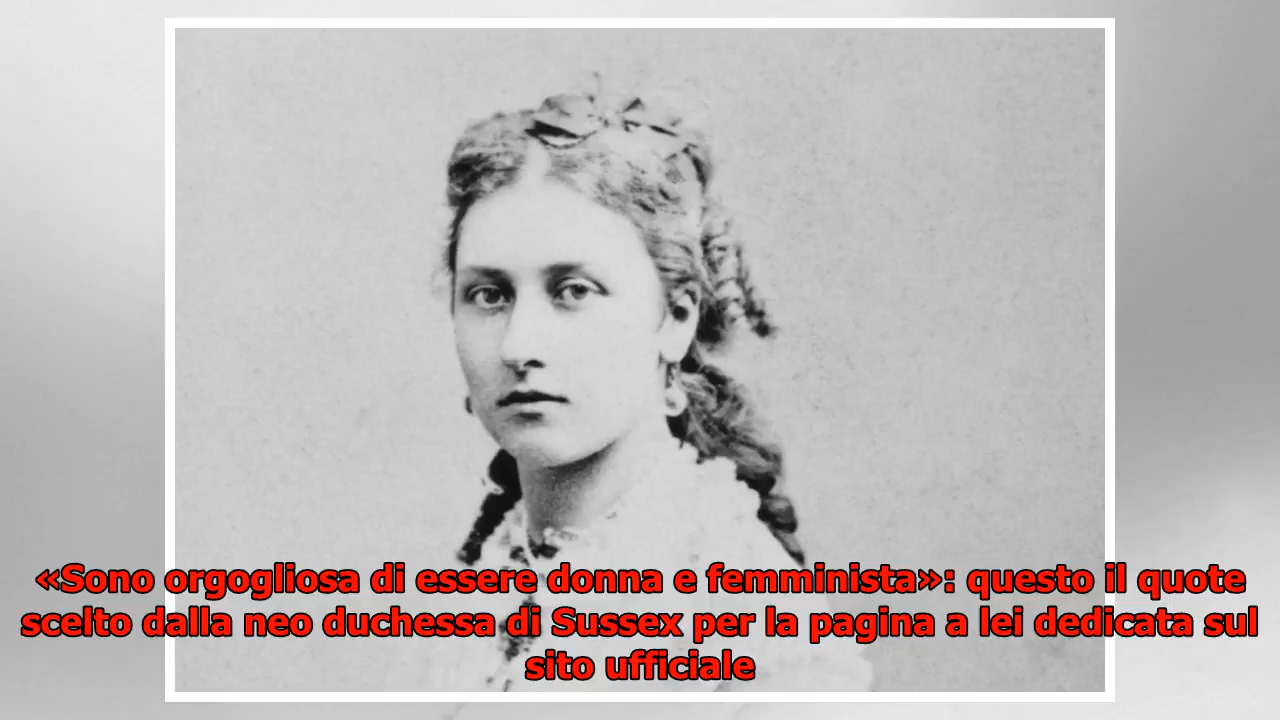 «Sono orgogliosa di essere donna e femminista»: questo il quote
scelto dalla neo duchessa di Sussex per la pagina a lei dedicata sul
sito ufficiale